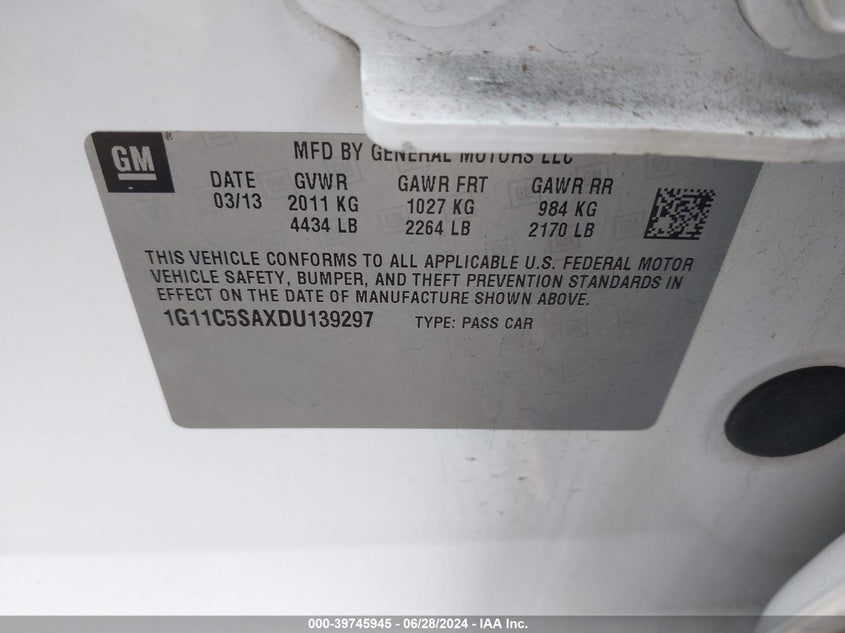 GM ®
MFD BY GENERAL MOTORS LLC
DATE GVWR GAWR FRT GAWR RR
03/13 2011 KG 1027 KG 984 KG
4434 LB 2264 LB 2170 LB
THIS VEHICLE CONFORMS TO ALL APPLICABLE U.S. FEDERAL MOTOR
VEHICLE SAFETY, BUMPER, AND THEFT PREVENTION STANDARDS IN
EFFECT ON THE DATE OF MANUFACTURE SHOWN ABOVE.
1G11C5SAXDU139297 TYPE: PASS CAR
000-39745945 - 06/28/2024 - IAA Inc.